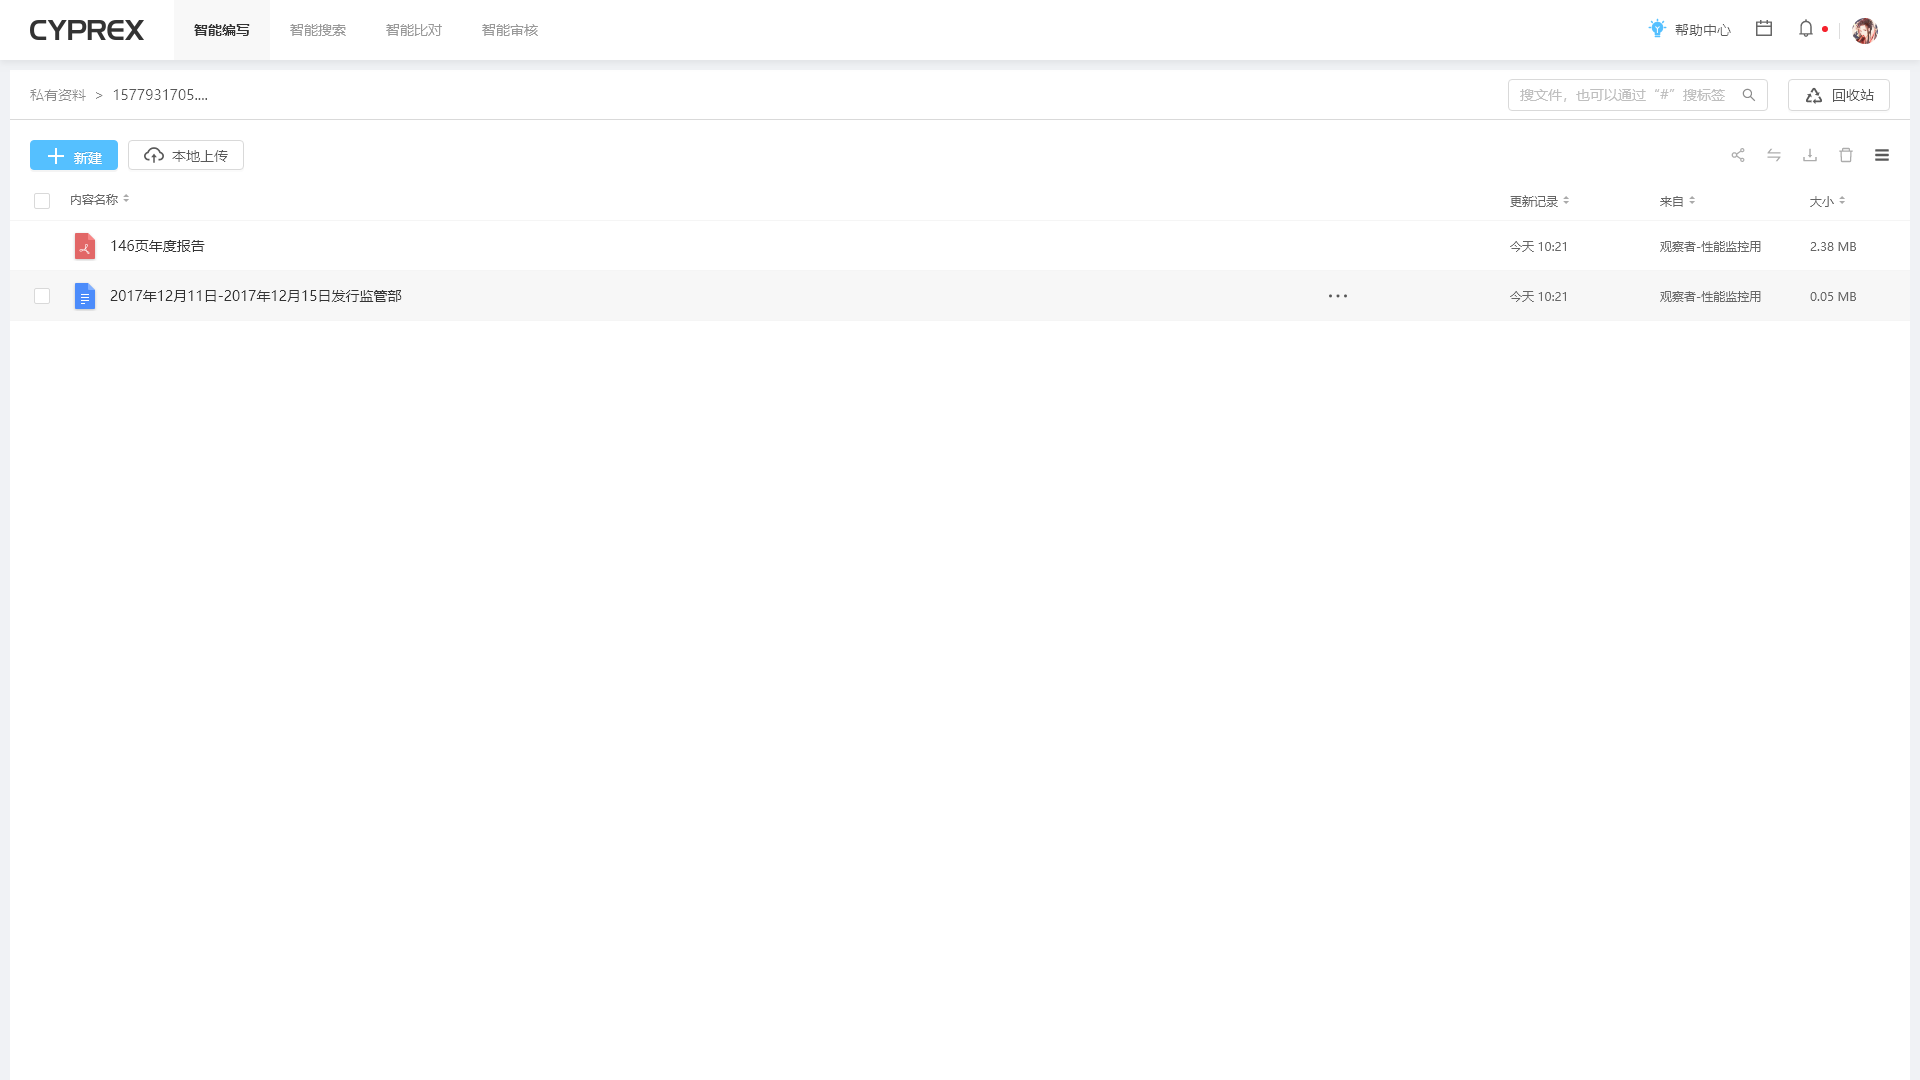 CYPREX 智能编写 智能搜索 智能比对 智能审核 帮助中心
私有资料 > 1577931705.... 搜文件，也可以通过“#”搜标签 回收站
新建 本地上传
内容名称 更新记录 来自 大小
146页年度报告 今天 10:21 观察者-性能监控用 2.38 MB
2017年12月11日-2017年12月15日发行监管部 今天 10:21 观察者-性能监控用 0.05 MB